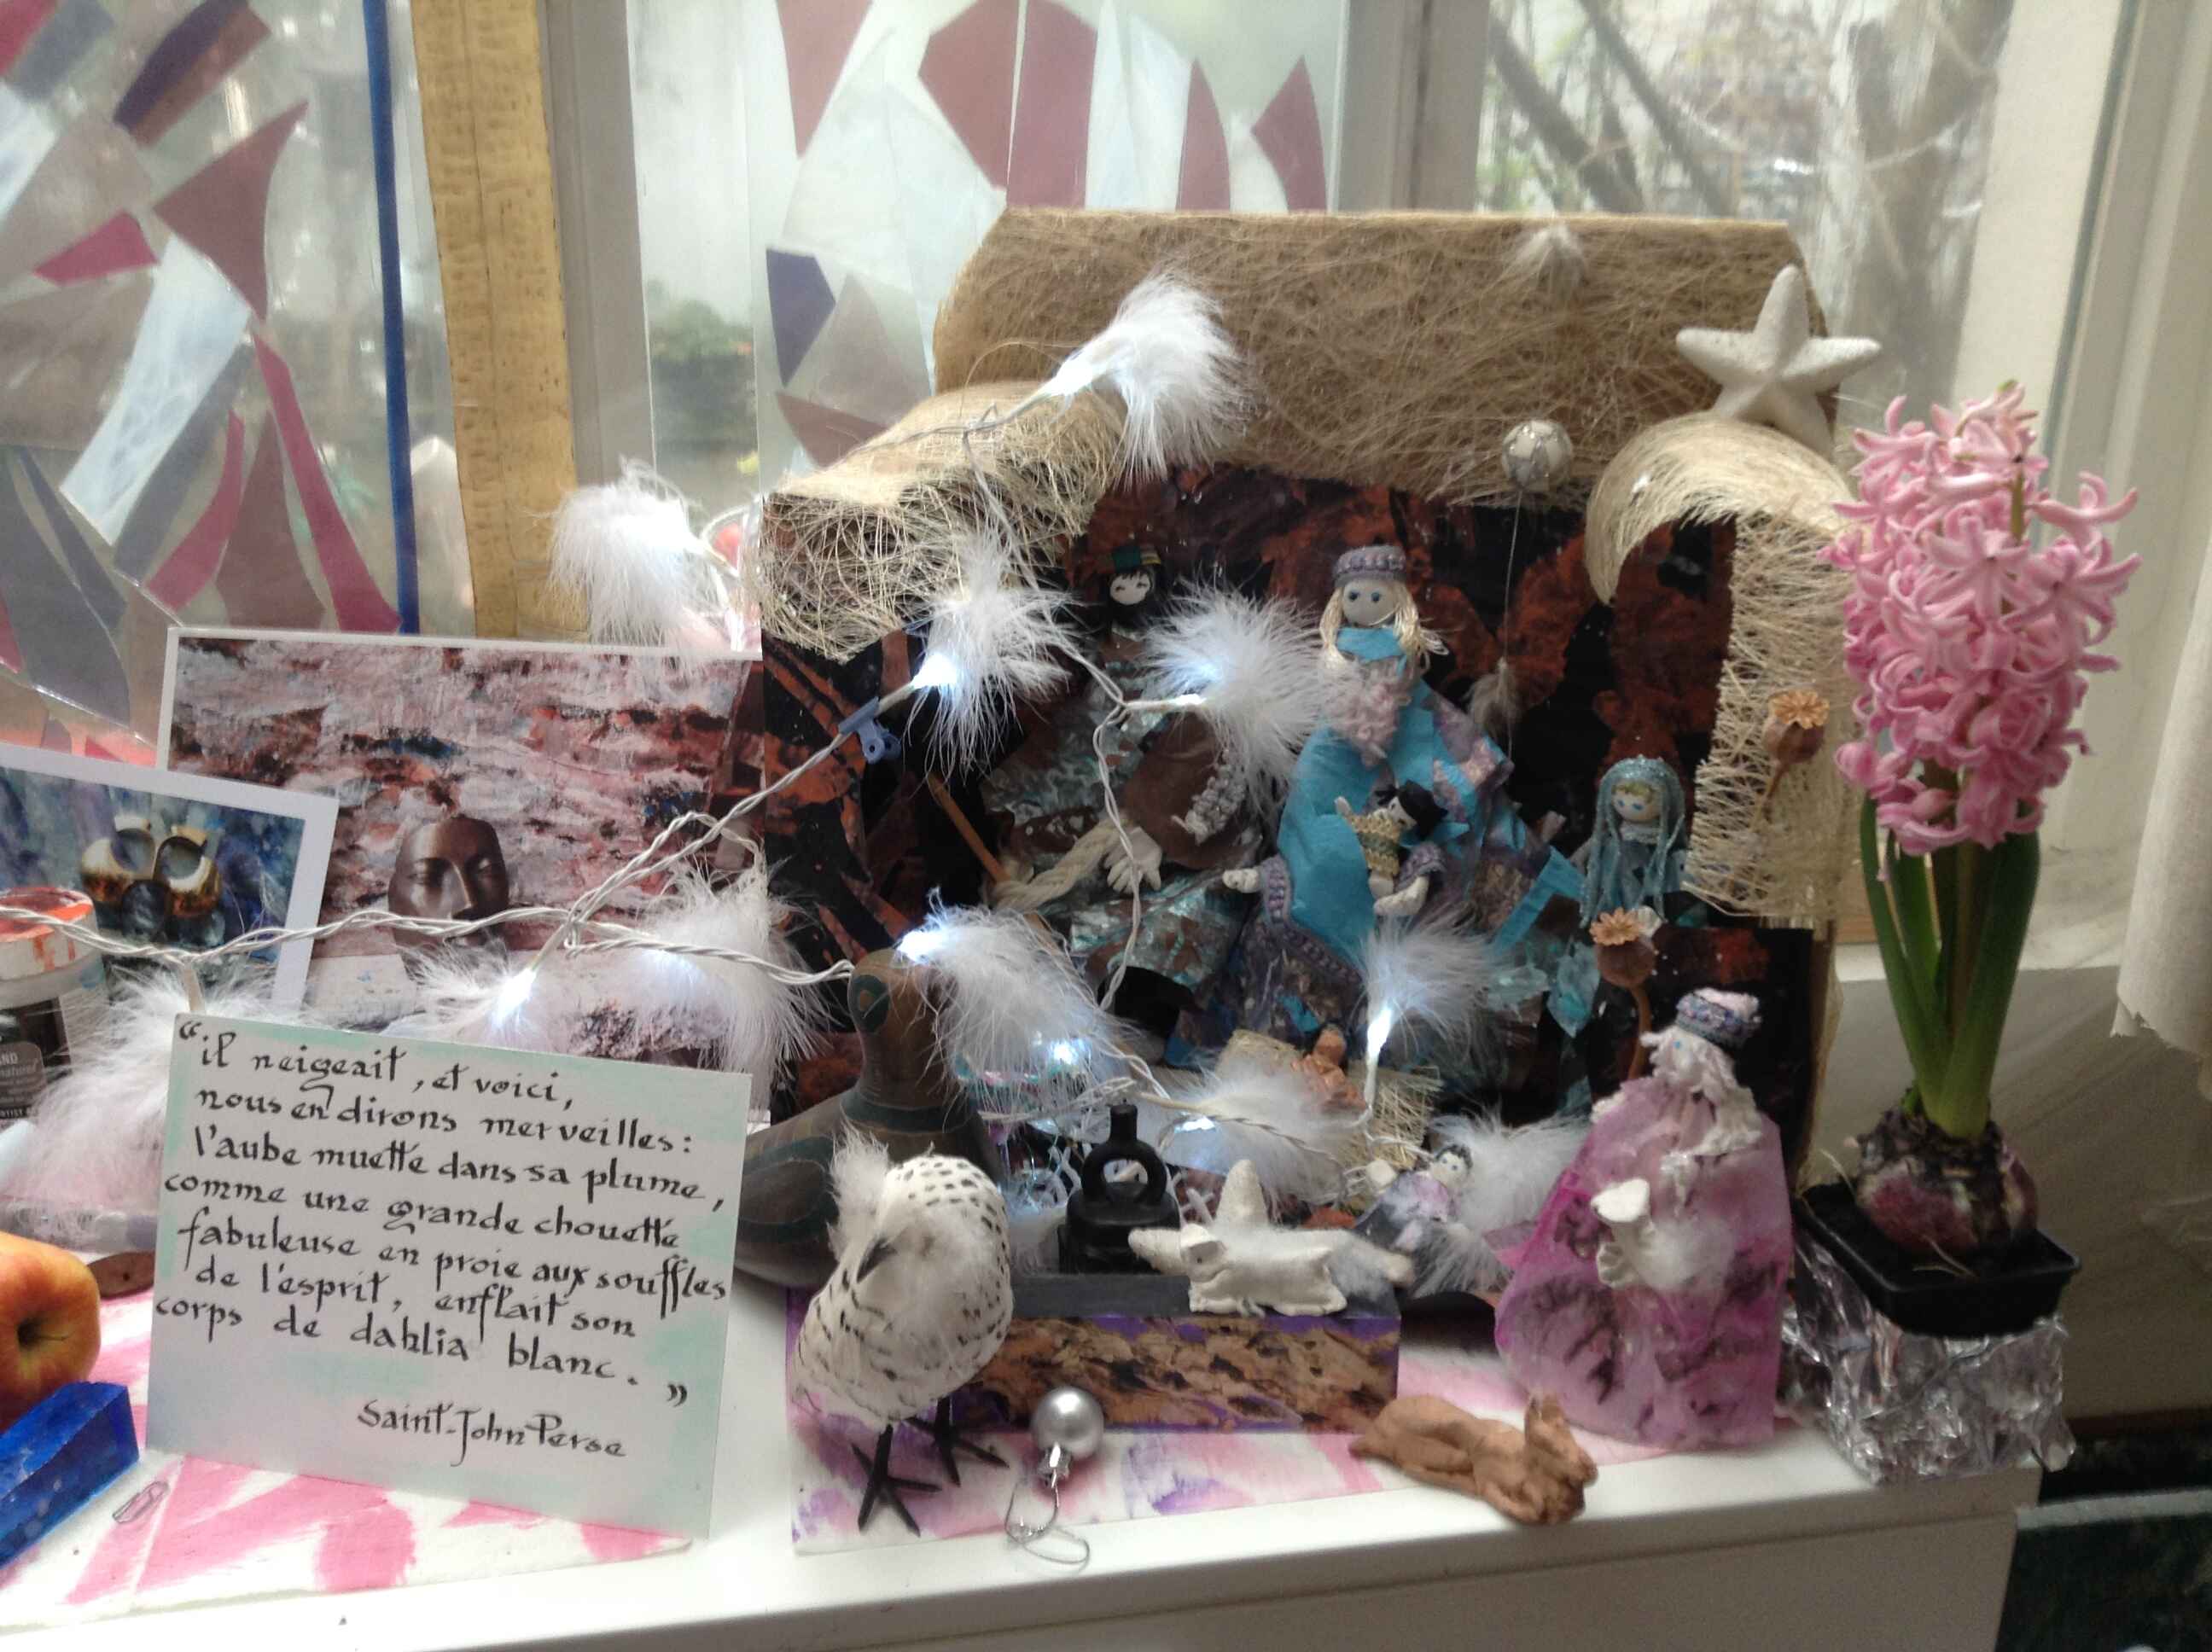 “il neigeait, et voici,
nous en dirons merveilles :
l'aube muette dans sa plume,
comme une grande chouette
fabuleuse en proie aux souffles
de l'esprit, enflait son
corps de dahlia blanc. ”
Saint-John Perse